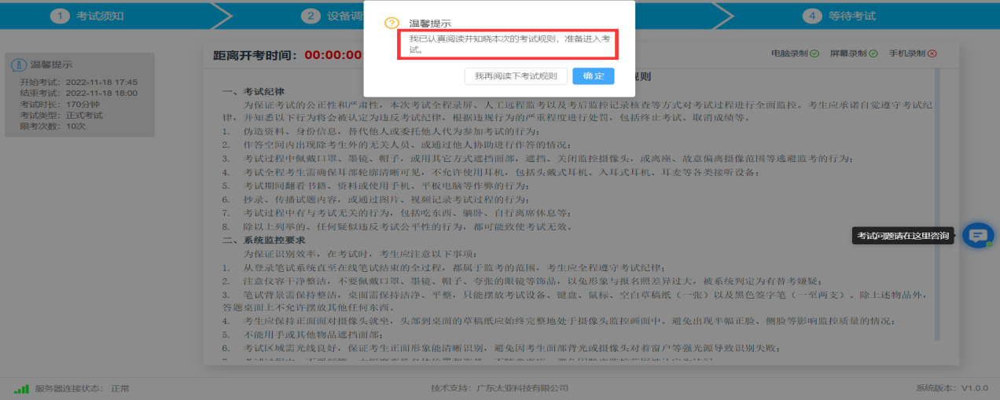 1 考试须知
2 设备调
4 等待考试
温馨提示
我已认真阅读并知晓本次的考试规则，准备进入考
试。
我再阅读下考试规则
确 定
温馨提示
开始考试：2022-11-18 17:45
结束考试：2022-11-18 18:00
考试时长：170分钟
考试类型：正式考试
限考次数：10次
距离开考时间：00:00:00
电脑录制 屏幕录制 手机录制
则
一、考试纪律
为保证考试的公正性和严肃性，本次考试全程录屏、人工远程监考以及考后监控记录核查等方式对考试过程进行全面监控。考生应承诺自觉遵守考试纪
律，并知悉以下行为将会被认定为违反考试纪律，根据违规行为的严重程度进行处罚，包括终止考试、取消成绩等。
1. 伪造资料、身份信息，替代他人或委托他人代为参加考试的行为；
2. 作答空间内出现除考生外的无关人员、或通过他人协助进行作答的情况；
3. 考试过程中佩戴口罩、墨镜、帽子，或用其它方式遮挡面部，遮挡、关闭监控摄像头，或离座、故意偏离摄像范围等逃避监考的行为；
4. 考试全程考生需确保耳部轮廓清晰可见，不允许使用耳机，包括头戴式耳机、入耳式耳机、耳麦等各类接听设备；
5. 考试期间翻看书籍、资料或使用手机、平板电脑等作弊的行为；
6. 抄录、传播试题内容，或通过图片、视频记录考试过程的行为；
7. 考试过程中有与考试无关的行为，包括吃东西、躺卧、自行离席休息等；
8. 除以上列举的、任何疑似违反考试公平性的行为，都可能致使考试无效。
二、系统监控要求
为保证识别效率，在考试时，考生应注意以下事项：
1. 从登录笔试系统直至在线笔试结束的全过程，都属于监考的范围，考生应全程遵守考试纪律；
2. 注意仪容干净整洁，不要佩戴口罩、墨镜、帽子、夸张的眼镜等饰品，以免形象与报名照差异过大，被系统判定为有替考嫌疑；
3. 笔试背景需保持整洁，桌面需保持洁净、平整，只能摆放考试设备、键盘、鼠标、空白草稿纸（一张）以及黑色签字笔（一至两支）。除上述物品外，
答题桌面上不允许摆放其他任何东西。
4. 考生应保持正面面对摄像头就坐，头部到桌面的草稿纸应始终完整地处于摄像头监控画面中。避免出现半幅正脸、侧脸等影响监控质量的情况；
5. 不能用手或其他物品遮挡面部；
6. 考试区域需光线良好，保证考生正面形象能清晰识别，避免因考生面部背光或摄像头对着窗户等强光源导致识别失败；
考试问题请在这里咨询
服务器连接状态： 正常
技术支持：广东太亚科技有限公司
系统版本：V1.0.0